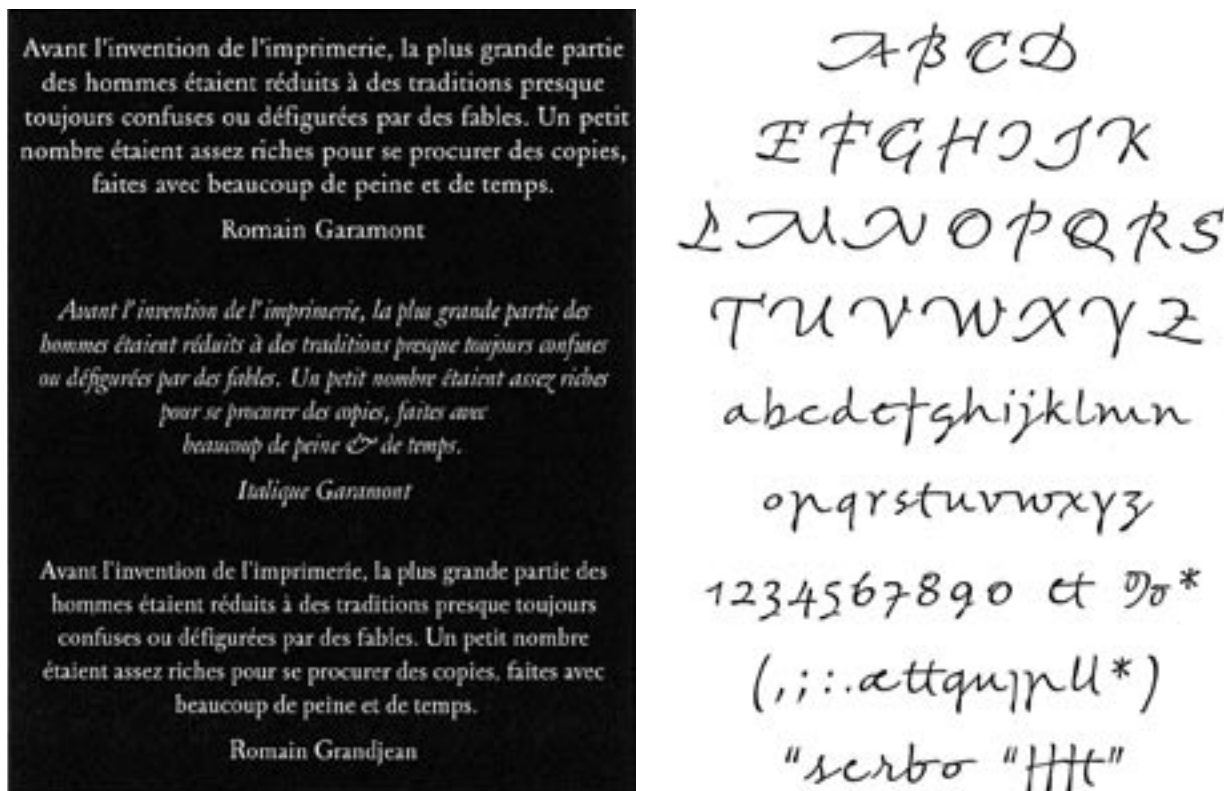 Avant l'invention de l'imprimerie, la plus grande partie
des hommes étaient réduits à des traditions presque
toujours confuses ou défigurées par des fables. Un petit
nombre étaient assez riches pour se procurer des copies,
faites avec beaucoup de peine et de temps.
Romain Garamont
Avant l'invention de l'imprimerie, la plus grande partie des
hommes étaient réduits à des traditions presque toujours confuses
ou défigurées par des fables. Un petit nombre étaient assez riches
pour se procurer des copies, faites avec
beaucoup de peine & de temps.
Italique Garamont
Avant l'invention de l'imprimerie, la plus grande partie des
hommes étaient réduits à des traditions presque toujours
confuses ou défigurées par des fables. Un petit nombre
étaient assez riches pour se procurer des copies, faites avec
beaucoup de peine et de temps.
Romain Grandjean
A B C D
E F G H I J K
L M N O P Q R S
T U V W X Y Z
abcdefghijklmn
opqrstuvwxyz
1234567890 et *
(,;:.ættqu ll*)
"serbo "